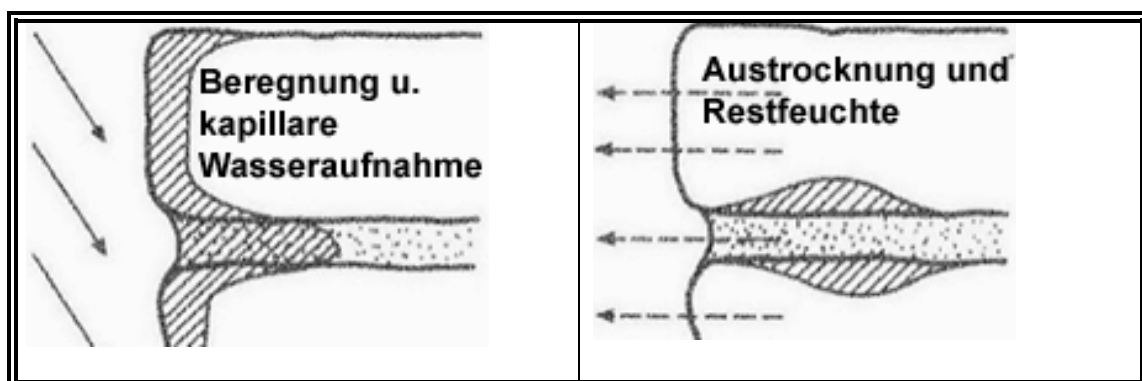 Beregnung u.
kapillare
Wasseraufnahme
Austrocknung und
Restfeuchte